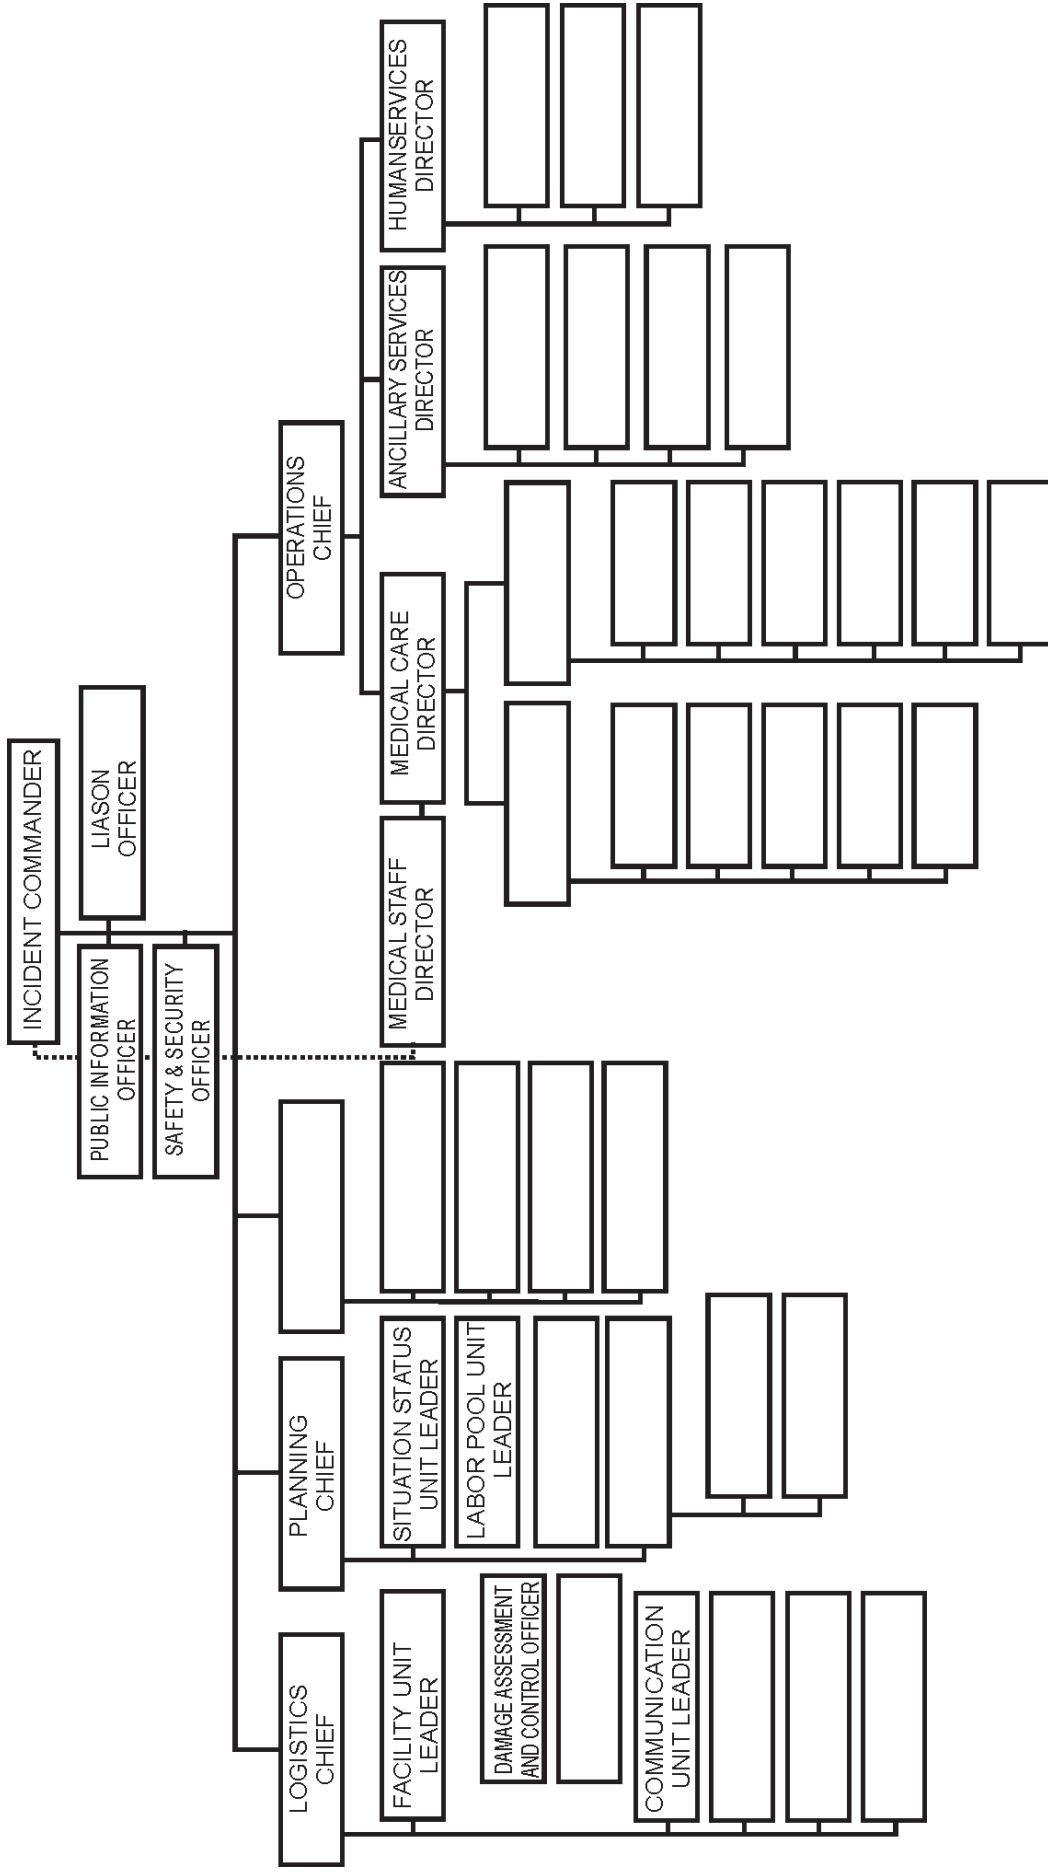 INCIDENT COMMANDER
PUBLIC INFORMATION
OFFICER
LIASON
OFFICER
SAFETY & SECURITY
OFFICER
LOGISTICS
CHIEF
PLANNING
CHIEF
OPERATIONS
CHIEF
FACILITY UNIT
LEADER
SITUATION STATUS
UNIT LEADER
MEDICAL STAFF
DIRECTOR
MEDICAL CARE
DIRECTOR
ANCILLARY SERVICES
DIRECTOR
HUMANSERVICES
DIRECTOR
LABOR POOL UNIT
LEADER
DAMAGE ASSESSMENT
AND CONTROL OFFICER
COMMUNICATION
UNIT LEADER